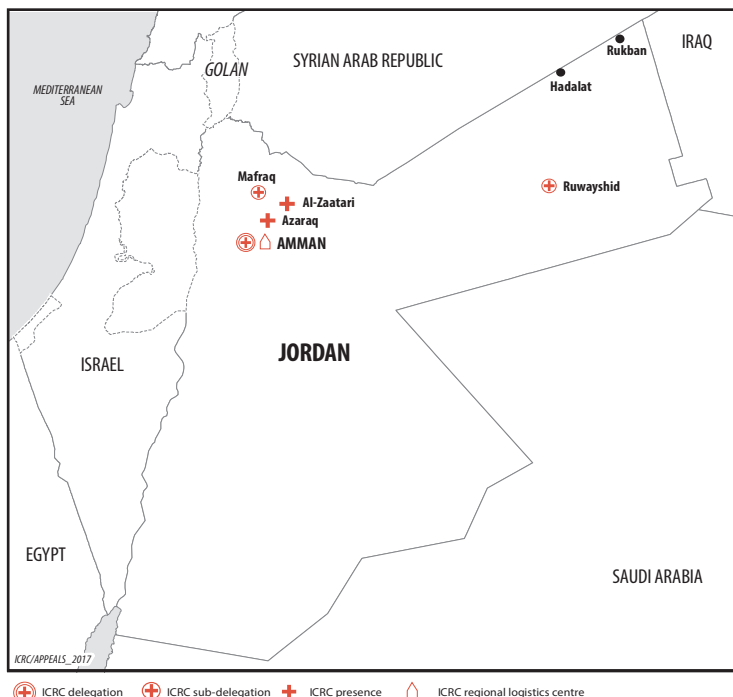 SYRIAN ARAB REPUBLIC
IRAQ
Rukban
GOLAN
Hadalat
MEDITERRANEAN
SEA
Mafraq
Ruwayshid
Al-Zaatari
Azaraq
AMMAN
JORDAN
ISRAEL
EGYPT
SAUDI ARABIA
ICRC/APPEALS_2017
ICRC delegation ICRC sub-delegation ICRC presence ICRC regional logistics centre